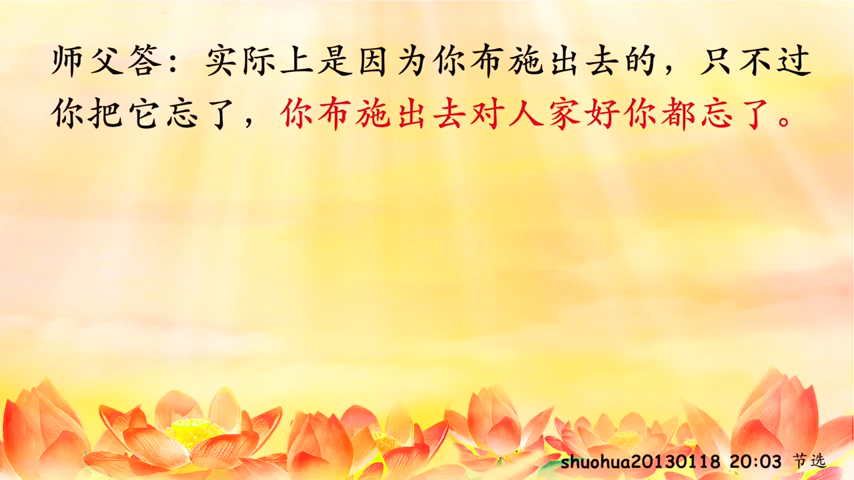 师父答：实际上是因为你布施出去的，只不过
你把它忘了，你布施出去对人家好你都忘了。
shuohua20130118 20:03 节选